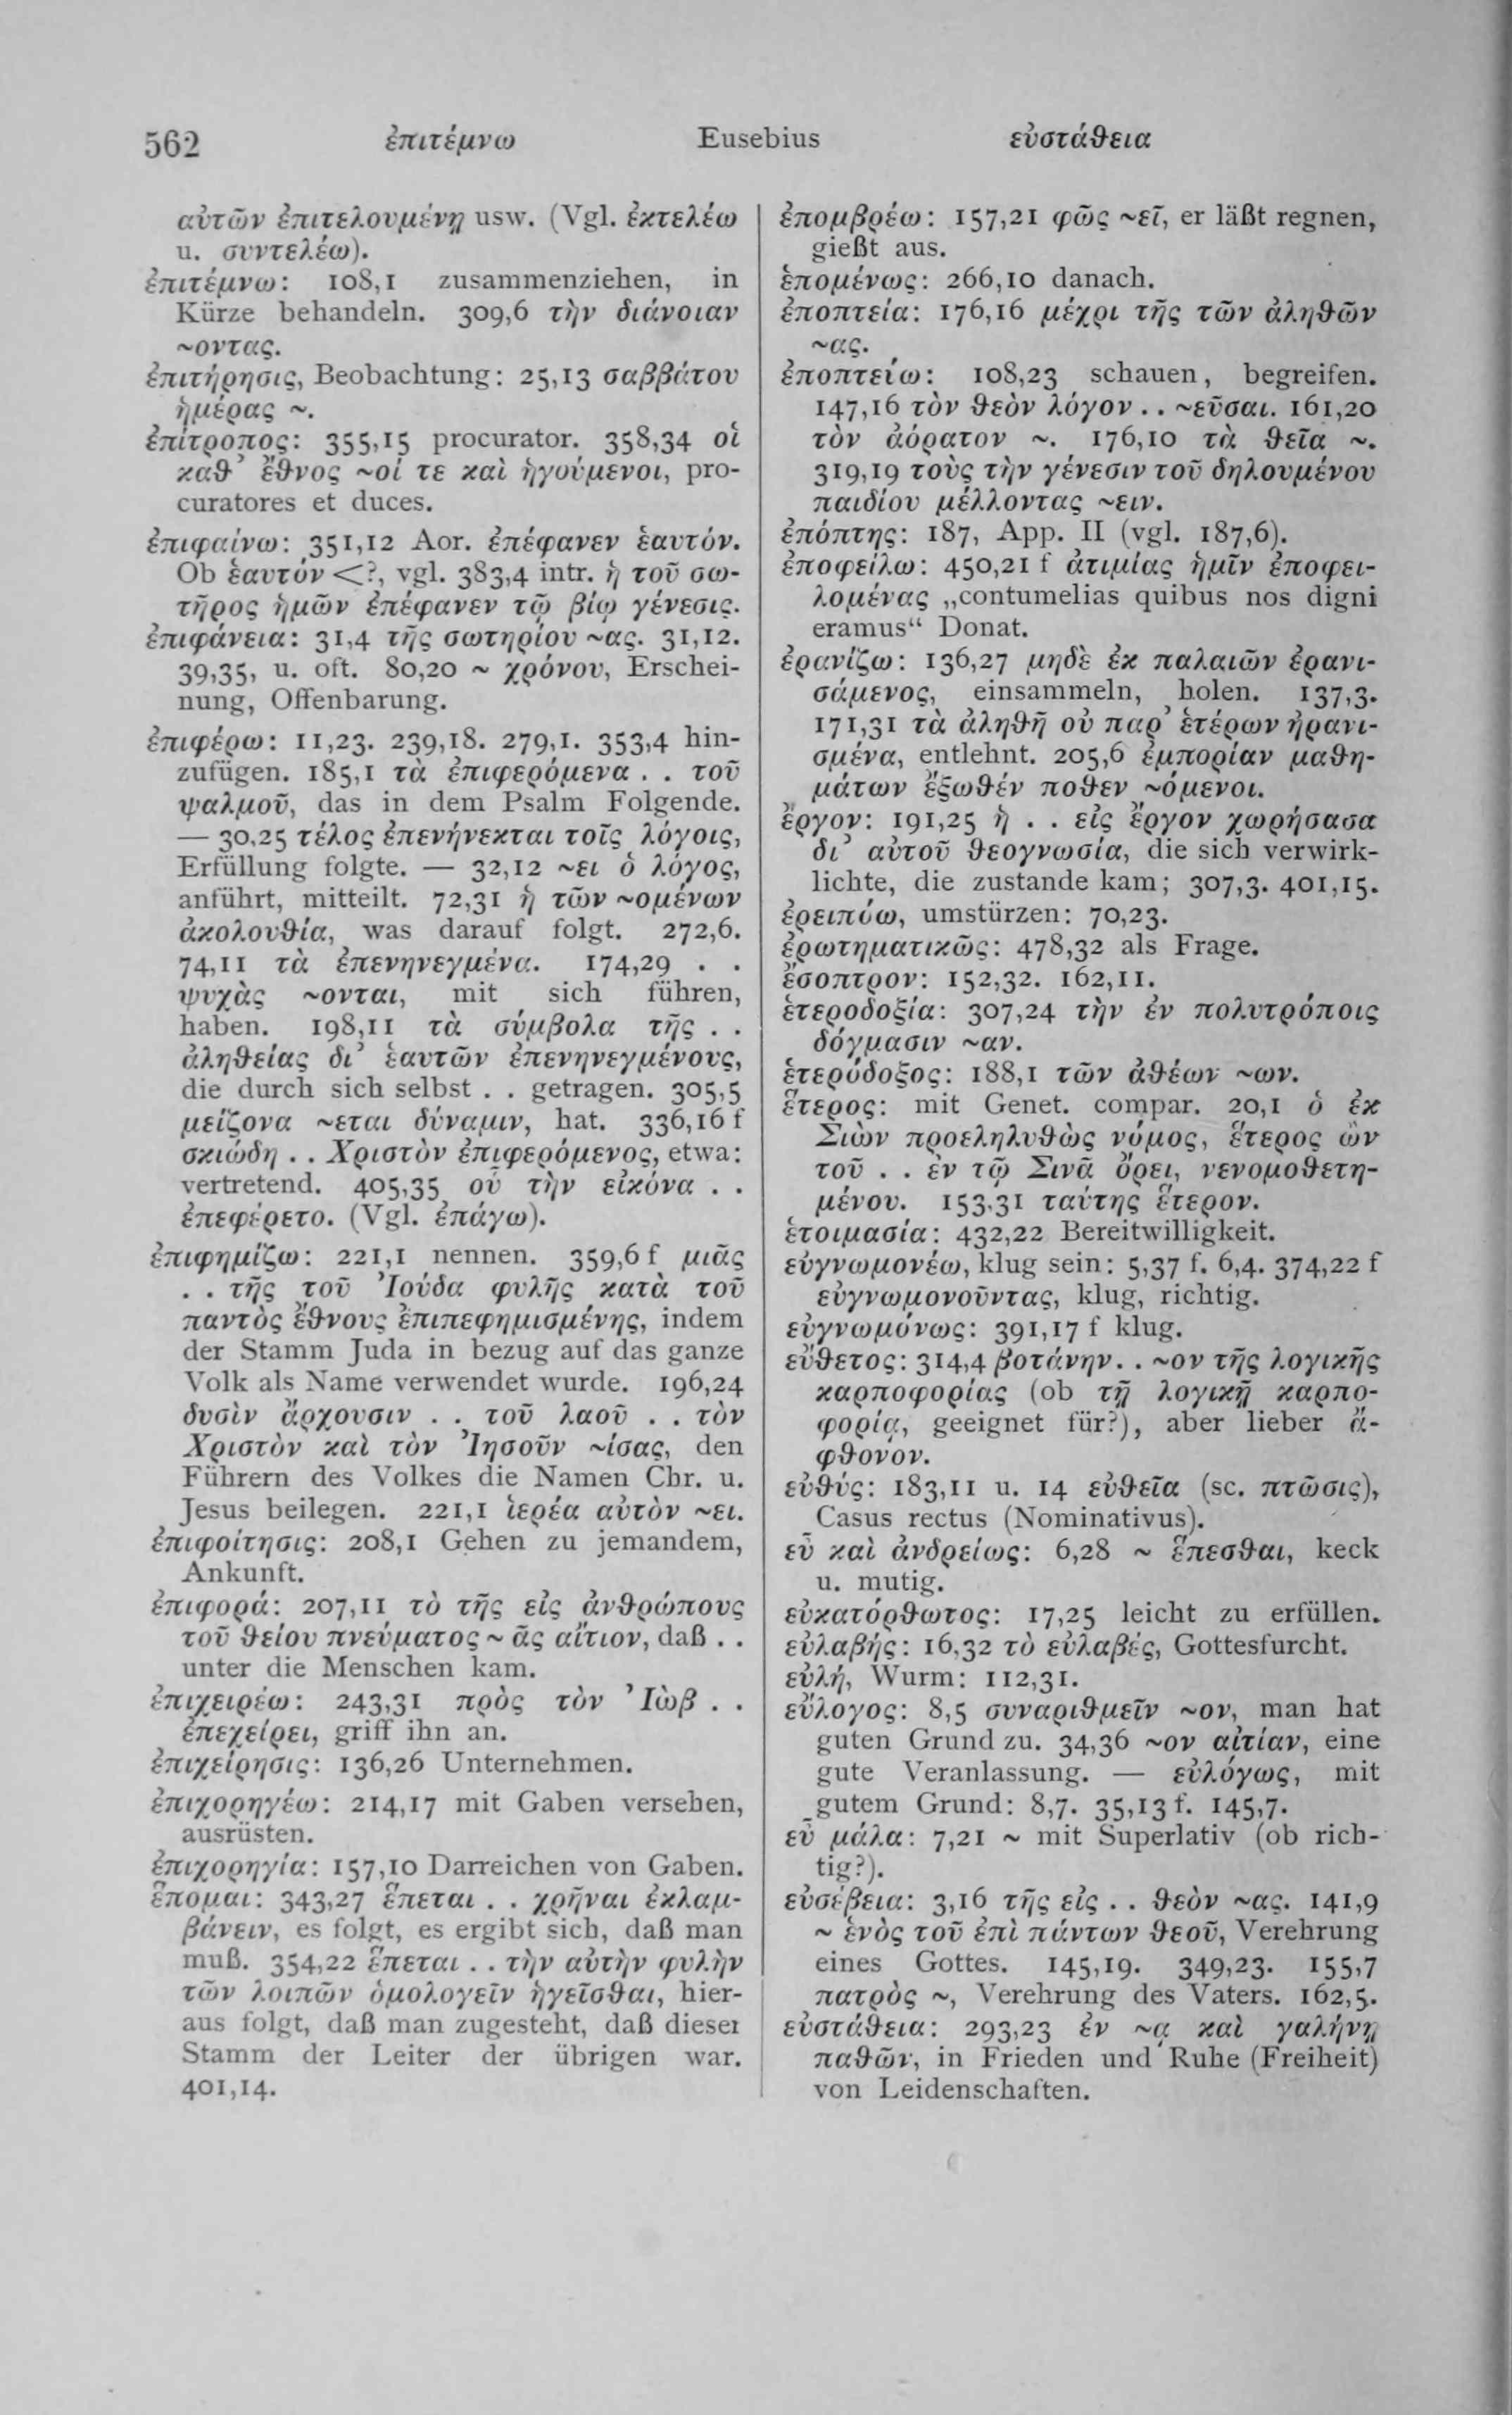 562 ἐπιτέμνω Eusebius εὐστάθεια
αὐτῶν ἐπιτελουμένῃ usw. (Vgl. ἐκτελέω
u. συντελέω).
ἐπιτέμνω: 108,1 zusammenziehen, in
Kürze behandeln. 309,6 τὴν διάνοιαν
~οντας.
ἐπιτήρησις, Beobachtung: 25,13 σαββάτου
ἡμέρας ~.
ἐπίτροπος: 355,15 procurator. 358,34 οἱ
καθ’ ἔθνος ~οί τε καὶ ἡγούμενοι, pro-
curatores et duces.
ἐπιφαίνω: 351,12 Aor. ἐπέφανεν ἑαυτόν.
Ob ἑαυτόν <?, vgl. 383,4 intr. ἡ τοῦ σω-
τῆρος ἡμῶν ἐπέφανεν τῷ βίῳ γένεσις.
ἐπιφάνεια: 31,4 τῆς σωτηρίου ~ας. 31,12.
39,35, u. oft. 80,20 ~ χρόνου, Erschei-
nung, Offenbarung.
ἐπιφέρω: 11,23. 239,18. 279,1. 353,4 hin-
zufügen. 185,1 τὰ ἐπιφερόμενα . . τοῦ
ψαλμοῦ, das in dem Psalm Folgende.
— 30,25 τέλος ἐπενήνεκται τοῖς λόγοις,
Erfüllung folgte. — 32,12 ~ει ὁ λόγος,
anführt, mitteilt. 72,31 ἡ τῶν ~ομένων
ἀκολουθία, was darauf folgt. 272,6.
74,11 τὰ ἐπενηνεγμένα. 174,29 . .
ψυχὰς ~ονται, mit sich führen,
haben. 198,11 τὰ σύμβολα τῆς . .
ἀληθείας δι’ ἑαυτῶν ἐπενηνεγμένους,
die durch sich selbst . . getragen. 305,5
μείζονα ~εται δύναμιν, hat. 336,16 f
σκιώδη . . Χριστὸν ἐπιφερόμενος, etwa:
vertretend. 405,35 οὗ τὴν εἰκόνα . .
ἐπεφέρετο. (Vgl. ἐπάγω).
ἐπιφημίζω: 221,1 nennen. 359,6 f μιᾶς
. . τῆς τοῦ Ἰούδα φυλῆς κατὰ τοῦ
παντὸς ἔθνους ἐπιπεφημισμένης, indem
der Stamm Juda in bezug auf das ganze
Volk als Name verwendet wurde. 196,24
δυσὶν ἄρχουσιν . . τοῦ λαοῦ . . τὸν
Χριστὸν καὶ τὸν Ἰησοῦν ~ίσας, den
Führern des Volkes die Namen Chr. u.
Jesus beilegen. 221,1 ἱερέα αὐτὸν ~ει.
ἐπιφοίτησις: 208,1 Gehen zu jemandem,
Ankunft.
ἐπιφορά: 207,11 τὸ τῆς εἰς ἀνθρώπους
τοῦ θείου πνεύματος ~ ᾶς αἴτιον, daß . .
unter die Menschen kam.
ἐπιχειρέω: 243,31 πρὸς τὸν Ἰὼβ . .
ἐπεχείρει, griff ihn an.
ἐπιχείρησις: 136,26 Unternehmen.
ἐπιχορηγέω: 214,17 mit Gaben versehen,
ausrüsten.
ἐπιχορηγία: 157,10 Darreichen von Gaben.
ἕπομαι: 343,27 ἕπεται . . χρῆναι ἐκλαμ-
βάνειν, es folgt, es ergibt sich, daß man
muß. 354,22 ἕπεται . . τὴν αὐτὴν φυλὴν
τῶν λοιπῶν ὁμολογεῖν ἡγεῖσθαι, hier-
aus folgt, daß man zugesteht, daß dieser
Stamm der Leiter der übrigen war.
401,14.
ἐπομβρέω: 157,21 φῶς ~εῖ, er läßt regnen,
gießt aus.
ἑπομένως: 266,10 danach.
ἐποπτεία: 176,16 μέχρι τῆς τῶν ἀληθῶν
~ας.
ἐποπτείω: 108,23 schauen, begreifen.
147,16 τὸν θεὸν λόγον . . ~εῦσαι. 161,20
τὸν ἀόρατον ~. 176,10 τὰ θεῖα ~.
319,19 τοὺς τὴν γένεσιν τοῦ δηλουμένου
παιδίου μέλλοντας ~ειν.
ἐπόπτης: 187, App. II (vgl. 187,6).
ἐποφείλω: 450,21 f ἀτιμίας ἡμῖν ἐποφει-
λομένας „contumelias quibus nos digni
eramus“ Donat.
ἐρανίζω: 136,27 μηδὲ ἐκ παλαιῶν ἐρανι-
σάμενος, einsammeln, holen. 137,3.
171,31 τὰ ἀληθῆ οὐ παρ’ ἑτέρων ἠρανι-
σμένα, entlehnt. 205,6 ἐμπορίαν μαθη-
μάτων ἔξωθέν ποθεν ~όμενοι.
ἔργον: 191,25 ἡ . . εἰς ἔργον χωρήσασα
δι’ αὐτοῦ θεογνωσία, die sich verwirk-
lichte, die zustande kam; 307,3. 401,15.
ἐρειπόω, umstürzen: 70,23.
ἐρωτηματικῶς: 478,32 als Frage.
ἔσοπτρον: 152,32. 162,11.
ἑτεροδοξία: 307,24 τὴν ἐν πολυτρόποις
δόγμασιν ~αν.
ἑτερόδοξος: 188,1 τῶν ἀθέων ~ων.
ἕτερος: mit Genet. compar. 20,1 ὁ ἐκ
Σιὼν προεληλυθὼς νόμος, ἕτερος ὢν
τοῦ . . ἐν τῷ Σινᾶ ὄρει, νενομοθετη-
μένου. 153,31 ταύτης ἕτερον.
ἑτοιμασία: 432,22 Bereitwilligkeit.
εὐγνωμονέω, klug sein: 5,37 f. 6,4. 374,22 f
εὐγνωμονοῦντας, klug, richtig.
εὐγνωμόνως: 391,17 f klug.
εὔθετος: 314,4 βοτάνην. . ~ον τῆς λογικῆς
καρποφορίας (ob τῇ λογικῇ καρπο-
φορίᾳ, geeignet für?), aber lieber ἄ-
φθονον.
εὐθύς: 183,11 u. 14 εὐθεῖα (sc. πτῶσις),
Casus rectus (Nominativus).
εὖ καὶ ἀνδρείως: 6,28 ~ ἕπεσθαι, keck
u. mutig.
εὐκατόρθωτος: 17,25 leicht zu erfüllen.
εὐλαβής: 16,32 τὸ εὐλαβές, Gottesfurcht.
εὐλή, Wurm: 112,31.
εὔλογος: 8,5 συναριθμεῖν ~ον, man hat
guten Grund zu. 34,36 ~ον αἰτίαν, eine
gute Veranlassung. — εὐλόγως, mit
gutem Grund: 8,7. 35,13 f. 145,7.
εὖ μάλα: 7,21 ~ mit Superlativ (ob rich-
tig?).
εὐσέβεια: 3,16 τῆς εἰς . . θεὸν ~ας. 141,9
~ ἑνὸς τοῦ ἐπὶ πάντων θεοῦ, Verehrung
eines Gottes. 145,19. 349,23. 155,7
πατρὸς ~, Verehrung des Vaters. 162,5.
εὐστάθεια: 293,23 ἐν ~ᾳ καὶ γαλήνῃ
παθῶν, in Frieden und Ruhe (Freiheit)
von Leidenschaften.